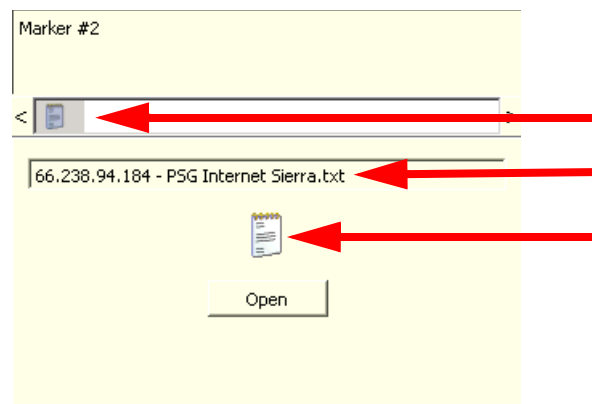 Marker #2
< >
66.238.94.184 - PSG Internet Sierra.txt
Open